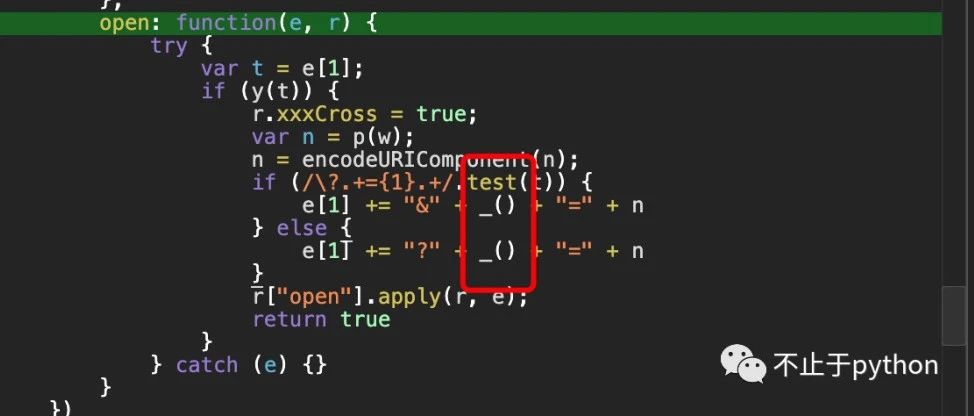 },
open: function(e, r) {
try {
var t = e[1];
if (y(t)) {
r.xxxCross = true;
var n = p(w);
n = encodeURIComponent(n);
if (/\?.+={1}.+/.test(t)) {
e[1] += "&" + _() + "=" + n
} else {
e[1] += "?" + _() + "=" + n
}
r["open"].apply(r, e);
return true
}
} catch (e) {}
}
})
不止于python